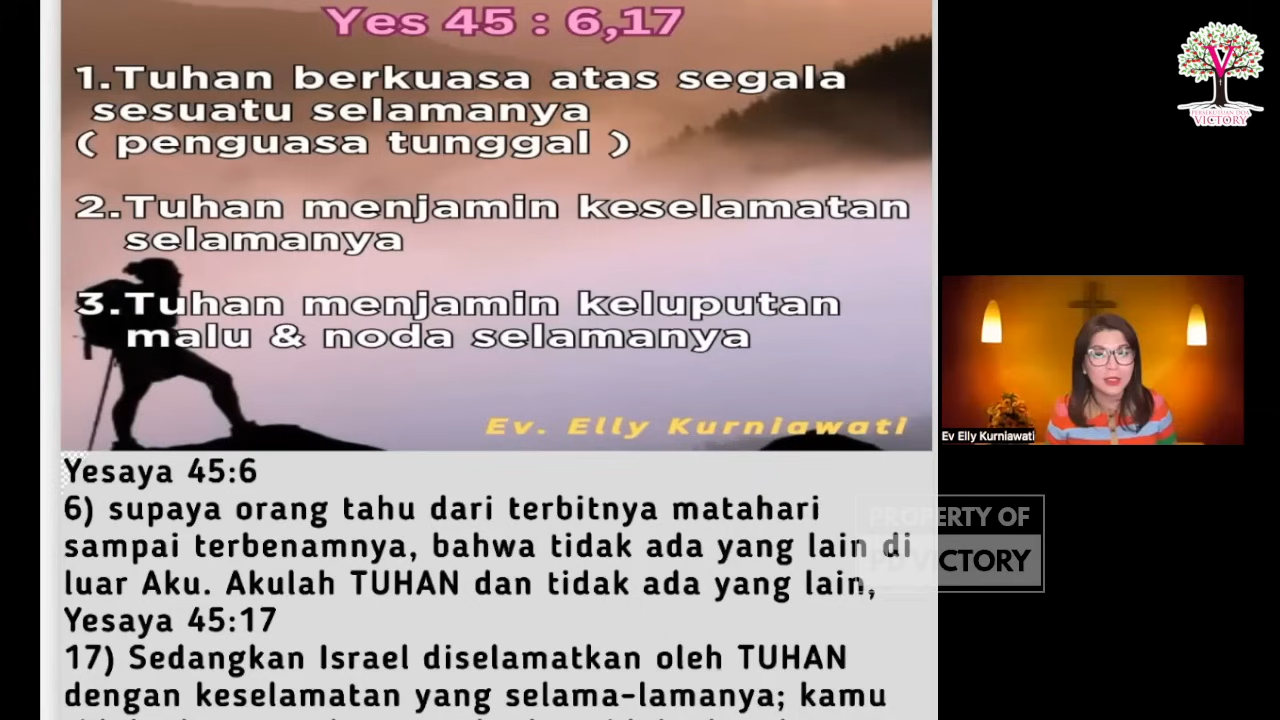 Yes 45 : 6,17
1.Tuhan berkuasa atas segala
sesuatu selamanya
( penguasa tunggal )
2.Tuhan menjamin keselamatan
selamanya
3.Tuhan menjamin keluputan
malu & noda selamanya
Ev. Elly Kurniawati
Yesaya 45:6
6) supaya orang tahu dari terbitnya matahari
sampai terbenamnya, bahwa tidak ada yang lain di
luar Aku. Akulah TUHAN dan tidak ada yang lain,
Yesaya 45:17
17) Sedangkan Israel diselamatkan oleh TUHAN
dengan keselamatan yang selama-lamanya; kamu
V
PERSEKUTUAN DOA
VICTORY
Ev Elly Kurniawati
PROPERTY OF
PD VICTORY